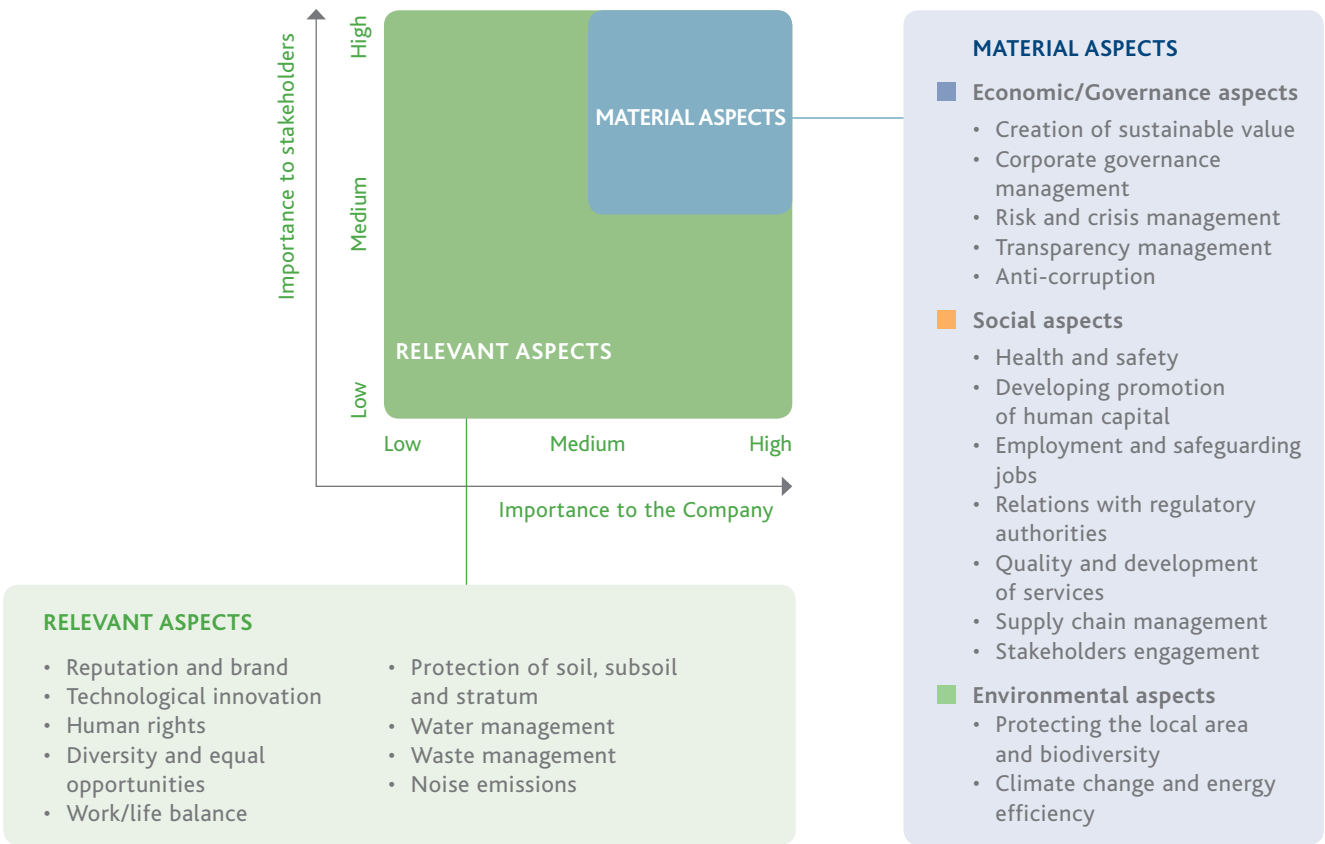 Importance to stakeholders
High
Medium
Low
MATERIAL ASPECTS
RELEVANT ASPECTS
Low
Medium
High
Importance to the Company
RELEVANT ASPECTS
• Reputation and brand
• Technological innovation
• Human rights
• Diversity and equal
opportunities
• Work/life balance
• Protection of soil, subsoil
and stratum
• Water management
• Waste management
• Noise emissions
MATERIAL ASPECTS
Economic/Governance aspects
• Creation of sustainable value
• Corporate governance
management
• Risk and crisis management
• Transparency management
• Anti-corruption
Social aspects
• Health and safety
• Developing promotion
of human capital
• Employment and safeguarding
jobs
• Relations with regulatory
authorities
• Quality and development
of services
• Supply chain management
• Stakeholders engagement
Environmental aspects
• Protecting the local area
and biodiversity
• Climate change and energy
efficiency